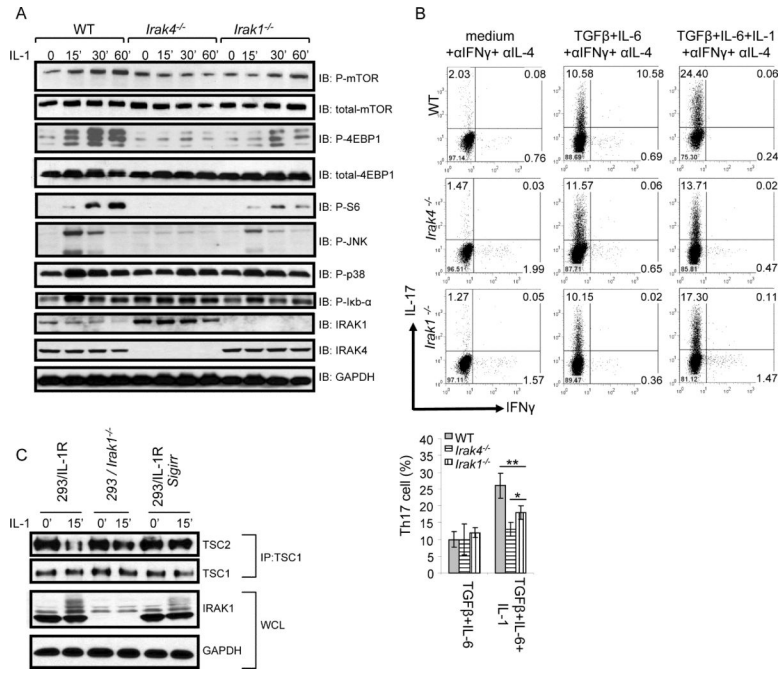 A
WT Irak4-/- Irak1-/-
IL-1 0 15' 30' 60' 0 15' 30' 60' 0 15' 30' 60'
IB: P-mTOR
IB: total-mTOR
IB: P-4EBP1
IB: total-4EBP1
IB: P-S6
IB: P-JNK
IB: P-p38
IB: P-Iκb-α
IB: IRAK1
IB: IRAK4
IB: GAPDH
B
medium TGFβ+IL-6 TGFβ+IL-6+IL-1
+αIFNγ+ αIL-4 +αIFNγ+ αIL-4 +αIFNγ+ αIL-4
WT
2.03 0.08 10.58 10.58 24.40 0.06
97.14 0.76 88.69 0.69 75.30 0.24
Irak4 -/-
1.47 0.03 11.57 0.06 13.71 0.02
96.51 1.99 87.71 0.65 85.81 0.47
Irak1 -/-
1.27 0.05 10.15 0.02 17.30 0.11
97.11 1.57 89.47 0.36 81.12 1.47
IL-17
IFNγ
Th17 cell (%)
40
35
30
25
20
15
10
5
0
WT
Irak4-/-
Irak1-/-
**
*
TGFβ+IL-6
TGFβ+IL-6+
IL-1
C
293/IL-1R
293 / Irak1-/-
293/IL-1R
Sigirr
IL-1 0' 15' 0' 15' 0' 15'
TSC2
TSC1
IP:TSC1
IRAK1
GAPDH
WCL